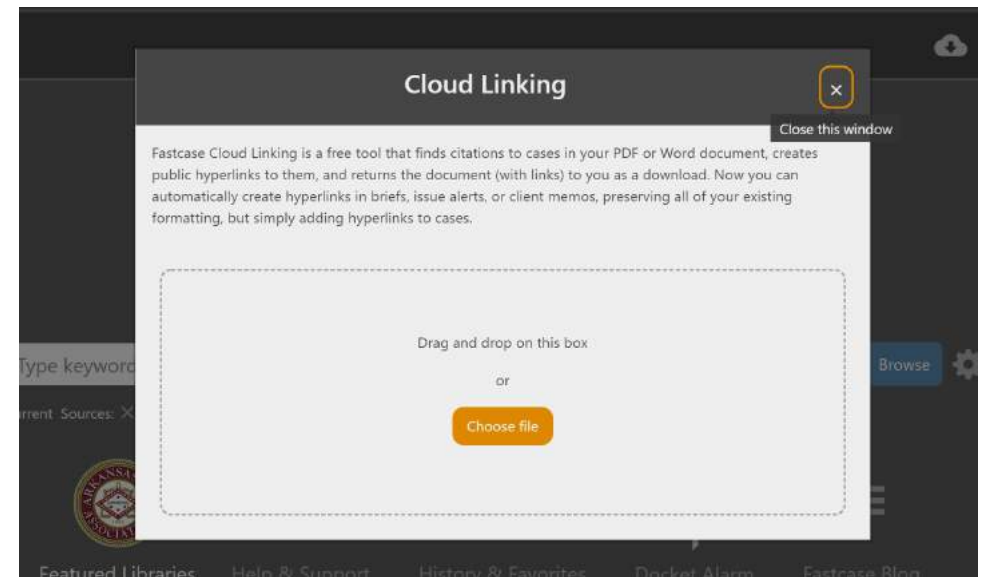 Cloud Linking
×
Close this window
Fastcase Cloud Linking is a free tool that finds citations to cases in your PDF or Word document, creates
public hyperlinks to them, and returns the document (with links) to you as a download. Now you can
automatically create hyperlinks in briefs, issue alerts, or client memos, preserving all of your existing
formatting, but simply adding hyperlinks to cases.
Drag and drop on this box
or
Type keyword
Browse
rrent Sources: ×
Choose file
ARKANSA
ASSOCIAT
Featured Libraries
Help & Support
History & Favorites
Docket Alarm
Fastcase Blog